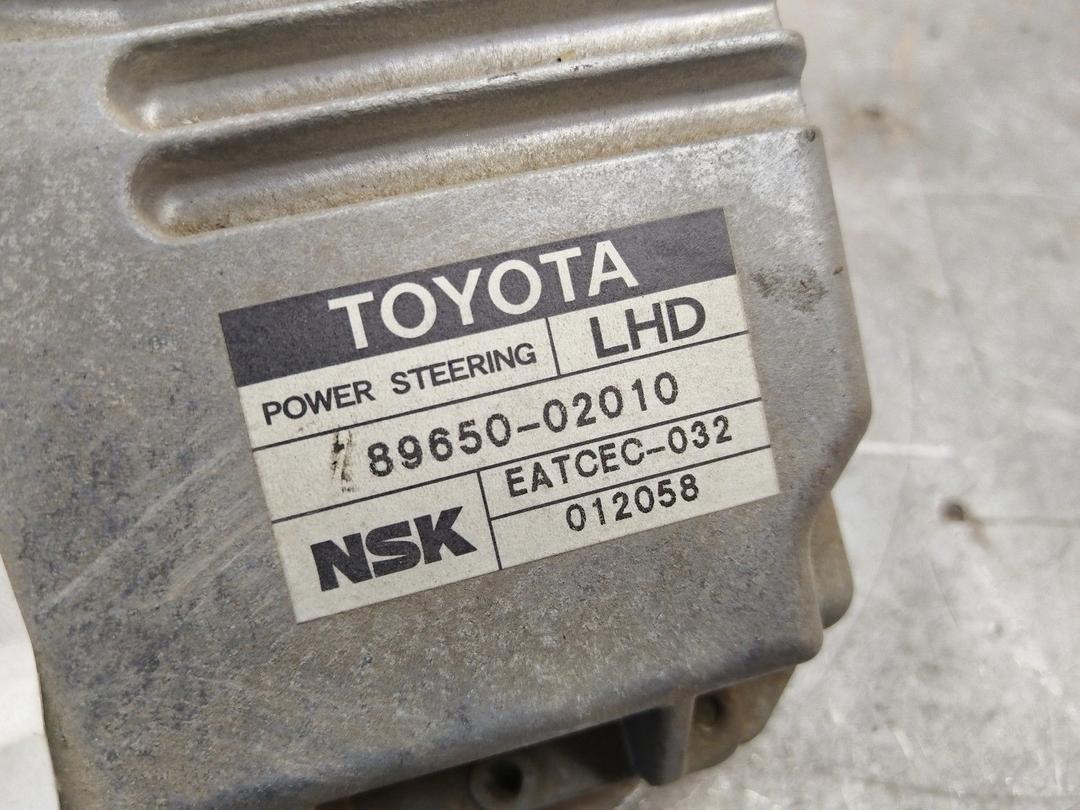 TOYOTA
POWER STEERING LHD
89650-02010
NSK EATCEC-032
012058